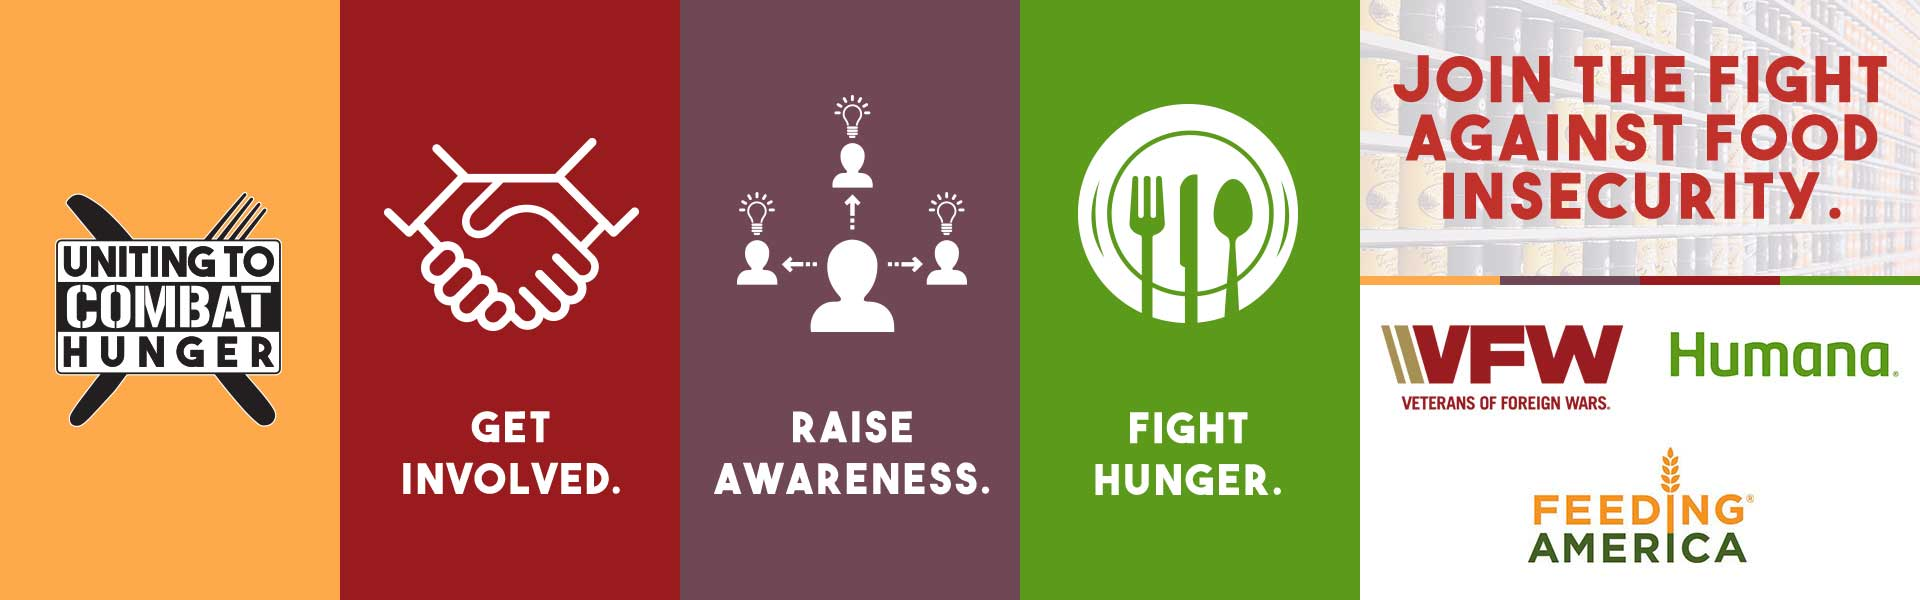 UNITING TO
COMBAT
HUNGER
GET
INVOLVED.
RAISE
AWARENESS.
FIGHT
HUNGER.
JOIN THE FIGHT
AGAINST FOOD
INSECURITY.
VFW
VETERANS OF FOREIGN WARS.
Humana®
FEEDING®
AMERICA